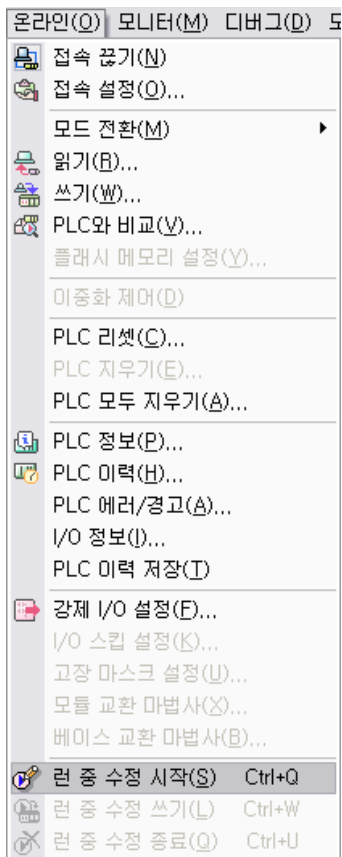 온라인(O) 모니터(M) 디버그(D)
접속 끊기(N)
접속 설정(O)...
모드 전환(M)
읽기(R)...
쓰기(W)...
PLC와 비교(V)...
플래시 메모리 설정(Y)...
이중화 제어(D)
PLC 리셋(C)...
PLC 지우기(E)...
PLC 모두 지우기(A)...
PLC 정보(P)...
PLC 이력(H)...
PLC 에러/경고(A)...
I/O 정보(I)...
PLC 이력 저장(T)
강제 I/O 설정(F)...
I/O 스킵 설정(K)...
고장 마스크 설정(U)...
모듈 교환 마법사(X)...
베이스 교환 마법사(B)...
런 중 수정 시작(S) Ctrl+Q
런 중 수정 쓰기(L) Ctrl+W
런 중 수정 종료(Q) Ctrl+U